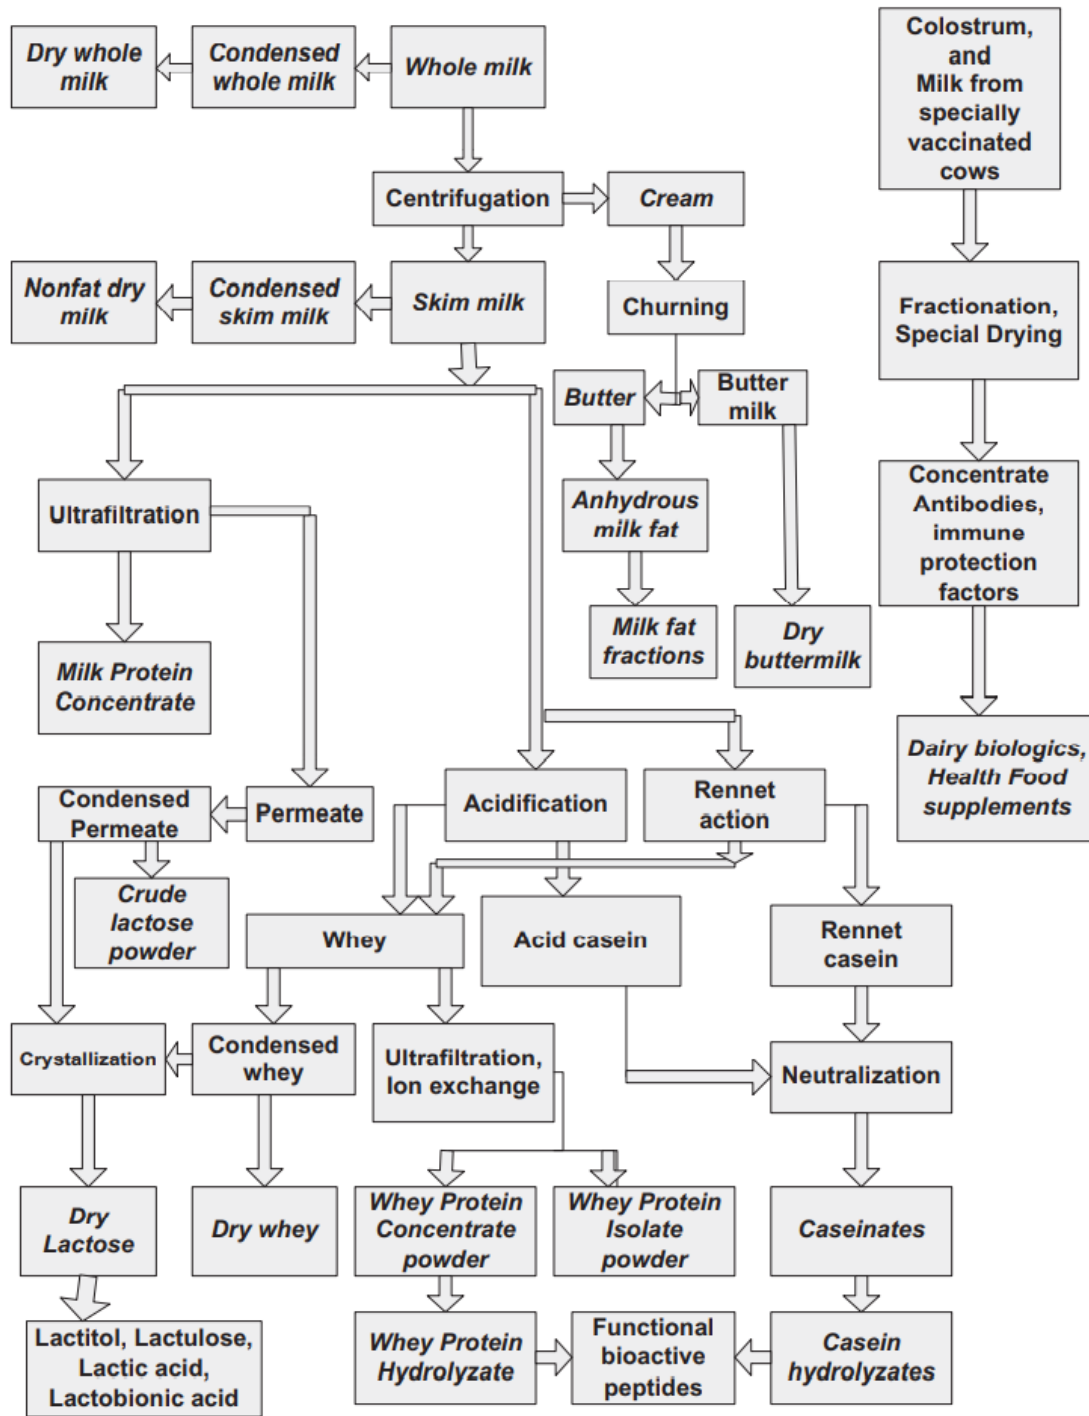 Dry whole
milk
Condensed
whole milk
Whole milk
Colostrum,
and
Milk from
specially
vaccinated
cows
Centrifugation
Cream
Nonfat dry
milk
Condensed
skim milk
Skim milk
Churning
Fractionation,
Special Drying
Butter
Butter
milk
Ultrafiltration
Anhydrous
milk fat
Concentrate
Antibodies,
immune
protection
factors
Milk Protein
Concentrate
Milk fat
fractions
Dry
buttermilk
Dairy biologics,
Health Food
supplements
Condensed
Permeate
Permeate
Acidification
Rennet
action
Crude
lactose
powder
Whey
Acid casein
Rennet
casein
Crystallization
Condensed
whey
Ultrafiltration,
Ion exchange
Neutralization
Dry
Lactose
Dry whey
Whey Protein
Concentrate
powder
Whey Protein
Isolate
powder
Caseinates
Lactitol, Lactulose,
Lactic acid,
Lactobionic acid
Whey Protein
Hydrolyzate
Functional
bioactive
peptides
Casein
hydrolyzates